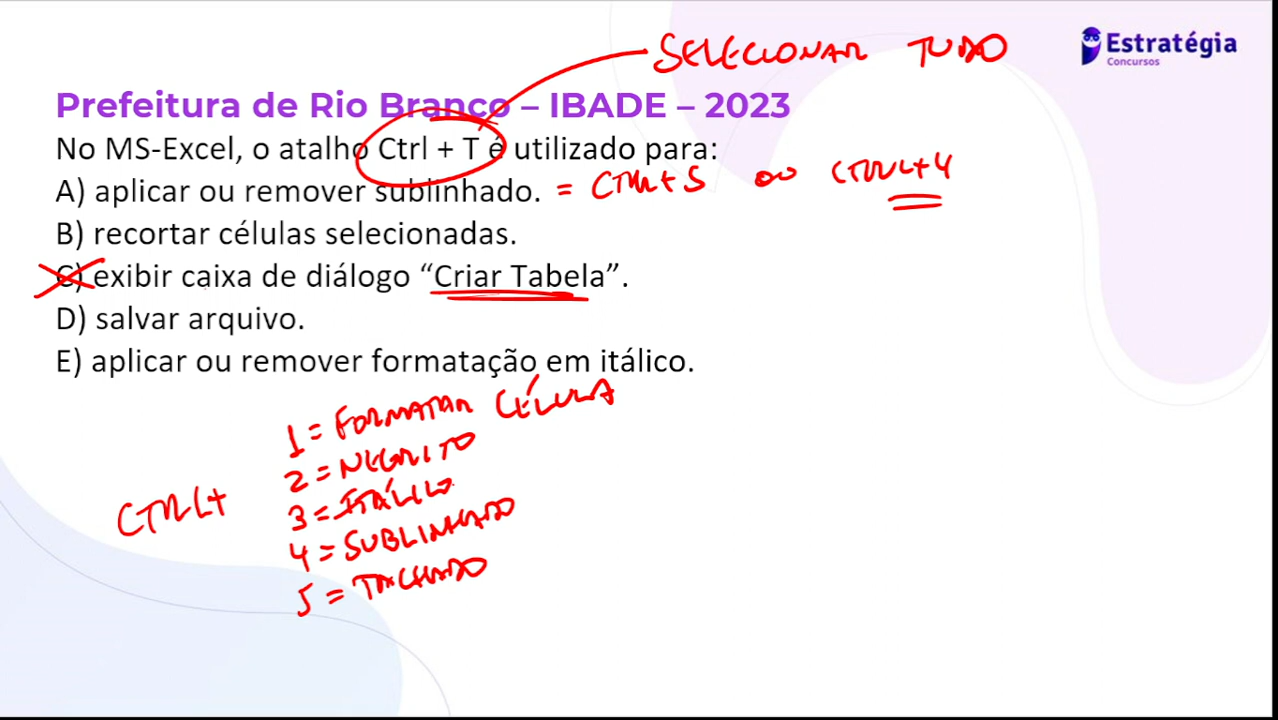 SELECIONAR TUDO
Estratégia
Concursos
Prefeitura de Rio Branco – IBADE – 2023
No MS-Excel, o atalho Ctrl + T é utilizado para:
A) aplicar ou remover sublinhado. = CTRL+S ou CTRL+4
B) recortar células selecionadas.
C) exibir caixa de diálogo “Criar Tabela”.
D) salvar arquivo.
E) aplicar ou remover formatação em itálico.
1 = FORMATAR CÉLULA
2 = NEGRITO
CTRL+ 3 = ITÁLICO
4 = SUBLINHADO
5 = TACHADO